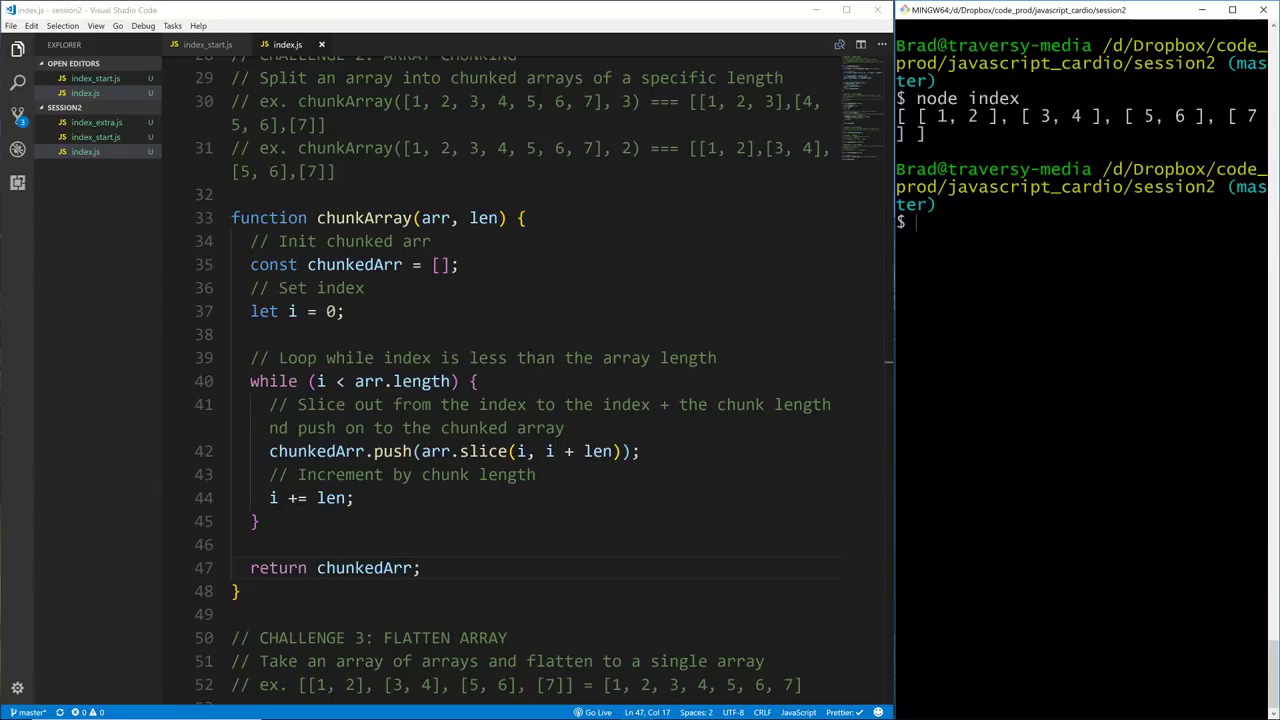 index.js - session2 - Visual Studio Code
File Edit Selection View Go Debug Tasks Help
EXPLORER
OPEN EDITORS
index_start.js U
index.js U
SESSION2
index_extra.js U
index_start.js U
index.js U
3
index_start.js index.js
// CHALLENGE 2: ARRAY CHUNKING
29 // Split an array into chunked arrays of a specific length
30 // ex. chunkArray([1, 2, 3, 4, 5, 6, 7], 3) === [[1, 2, 3],[4,
5, 6],[7]]
31 // ex. chunkArray([1, 2, 3, 4, 5, 6, 7], 2) === [[1, 2],[3, 4],
[5, 6],[7]]
32
33 function chunkArray(arr, len) {
34 // Init chunked arr
35 const chunkedArr = [];
36 // Set index
37 let i = 0;
38
39 // Loop while index is less than the array length
40 while (i < arr.length) {
41 // Slice out from the index to the index + the chunk length
nd push on to the chunked array
42 chunkedArr.push(arr.slice(i, i + len));
43 // Increment by chunk length
44 i += len;
45 }
46
47 return chunkedArr;
48 }
49
50 // CHALLENGE 3: FLATTEN ARRAY
51 // Take an array of arrays and flatten to a single array
52 // ex. [[1, 2], [3, 4], [5, 6], [7]] = [1, 2, 3, 4, 5, 6, 7]
master* 0 0 Go Live Ln 47, Col 17 Spaces: 2 UTF-8 CRLF JavaScript Prettier: ✓
MINGW64:/d/Dropbox/code_prod/javascript_cardio/session2
Brad@traversy-media /d/Dropbox/code_
prod/javascript_cardio/session2 (mas
ter)
$ node index
[ [ 1, 2 ], [ 3, 4 ], [ 5, 6 ], [ 7
] ]
Brad@traversy-media /d/Dropbox/code_
prod/javascript_cardio/session2 (mas
ter)
$